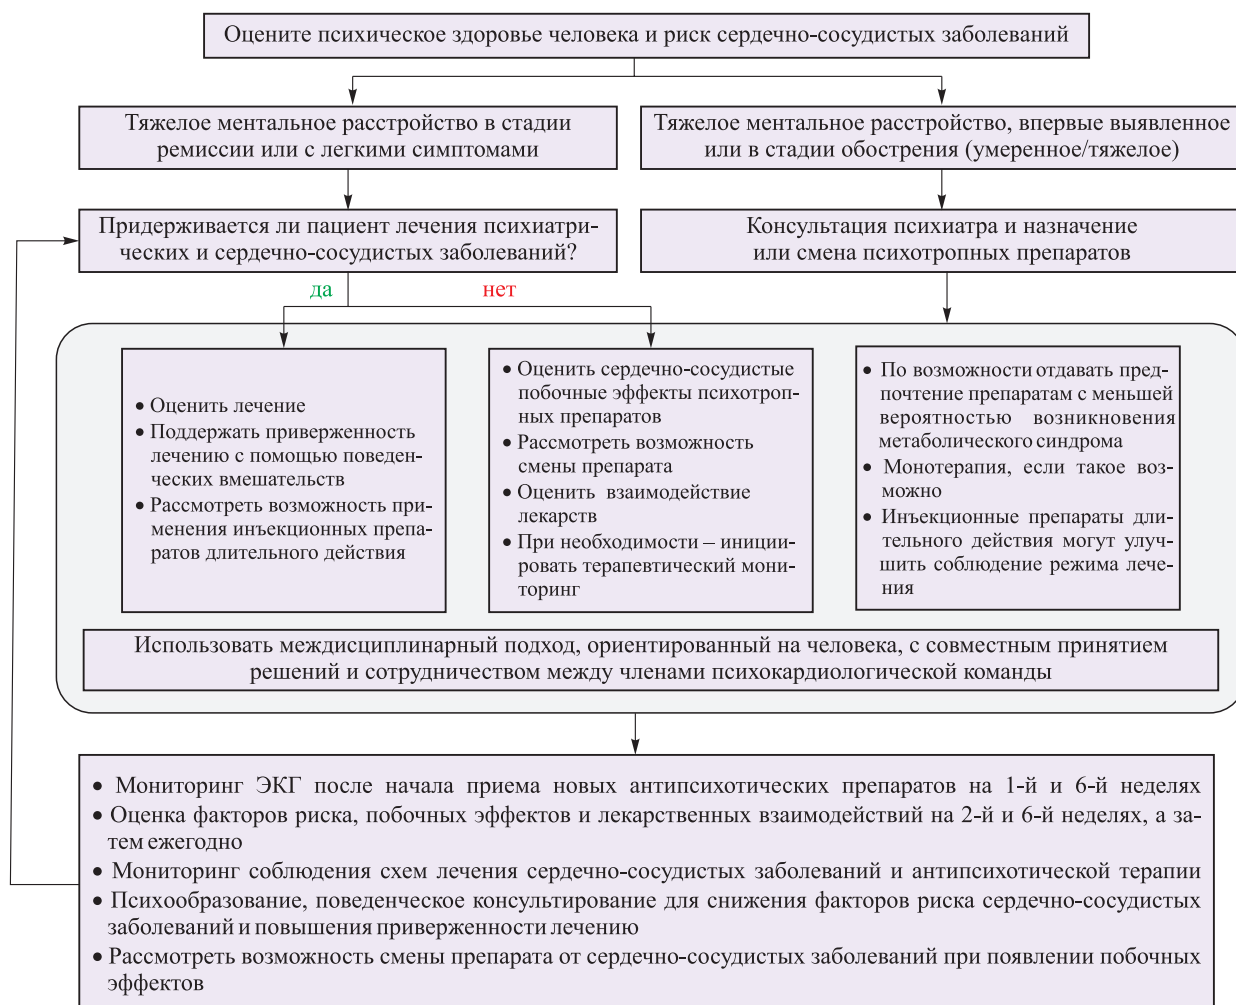 Оцените психическое здоровье человека и риск сердечно-сосудистых заболеваний
Тяжелое ментальное расстройство в стадии
ремиссии или с легкими симптомами
Тяжелое ментальное расстройство, впервые выявленное
или в стадии обострения (умеренное/тяжелое)
Придерживается ли пациент лечения психиатри-
ческих и сердечно-сосудистых заболеваний?
Консультация психиатра и назначение
или смена психотропных препаратов
да
нет
• Оценить лечение
• Поддержать приверженность
лечению с помощью поведен-
ческих вмешательств
• Рассмотреть возможность при-
менения инъекционных препа-
ратов длительного действия
• Оценить сердечно-сосудистые
побочные эффекты психотроп-
ных препаратов
• Рассмотреть возможность
смены препарата
• Оценить взаимодействие
лекарств
• При необходимости – иниции-
ровать терапевтический мони-
торинг
• По возможности отдавать пред-
почтение препаратам с меньшей
вероятностью возникновения
метаболического синдрома
• Монотерапия, если такое воз-
можно
• Инъекционные препараты дли-
тельного действия могут улуч-
шить соблюдение режима лече-
ния
Использовать междисциплинарный подход, ориентированный на человека, с совместным принятием
решений и сотрудничеством между членами психокардиологической команды
• Мониторинг ЭКГ после начала приема новых антипсихотических препаратов на 1-й и 6-й неделях
• Оценка факторов риска, побочных эффектов и лекарственных взаимодействий на 2-й и 6-й неделях, а за-
тем ежегодно
• Мониторинг соблюдения схем лечения сердечно-сосудистых заболеваний и антипсихотической терапии
• Психообразование, поведенческое консультирование для снижения факторов риска сердечно-сосудистых
заболеваний и повышения приверженности лечению
• Рассмотреть возможность смены препарата от сердечно-сосудистых заболеваний при появлении побочных
эффектов